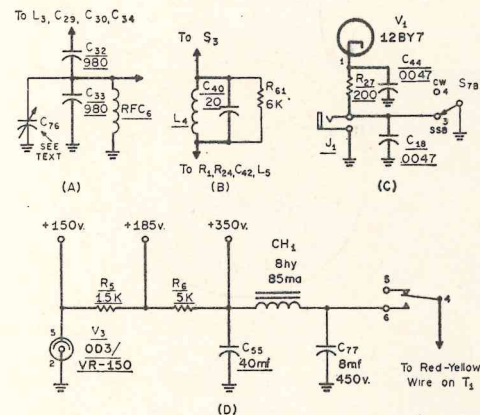 To L3, C29, C30, C34
C32
980
C33
980
RFC6
C76
SEE
TEXT
(A)
To S3
C40
20
R61
6K
L4
To R1, R24, C42, L5
(B)
V1
12BY7
1
R27
200
C44
.0047
CW
4
S7B
3
SSB
J1
C18
.0047
(C)
+150v.
+185v.
+350v.
R5
1.5K
R6
5K
CH1
8hy
85ma
5
V3
OD3/
VR-150
2
C55
40mf
C77
8mf
450v.
5
4
6
To Red-Yellow
Wire on T1
(D)